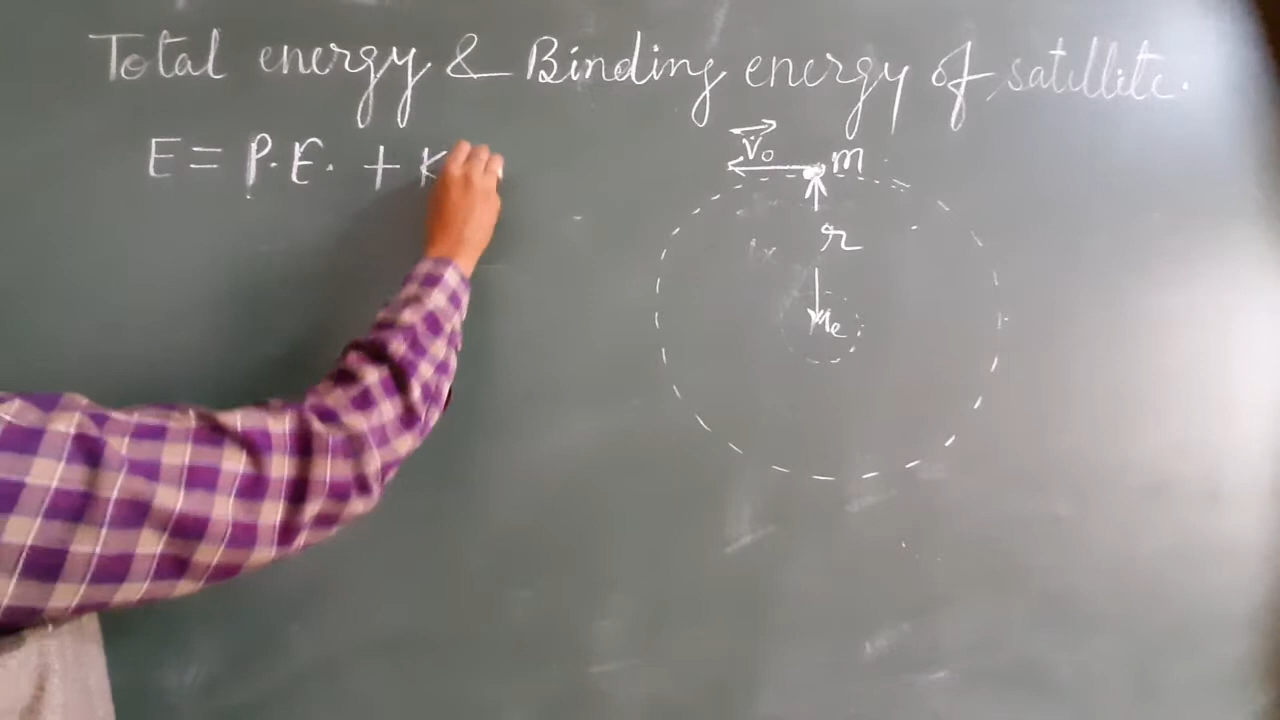 Total energy & Binding energy of satellite.
E = P.E. + K
V₀
m
r
Me